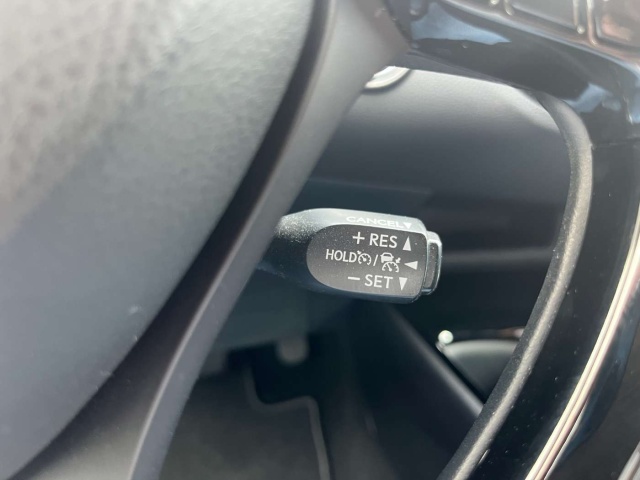 CANCEL▼
+ RES ▲
HOLD / ◀
− SET ▼